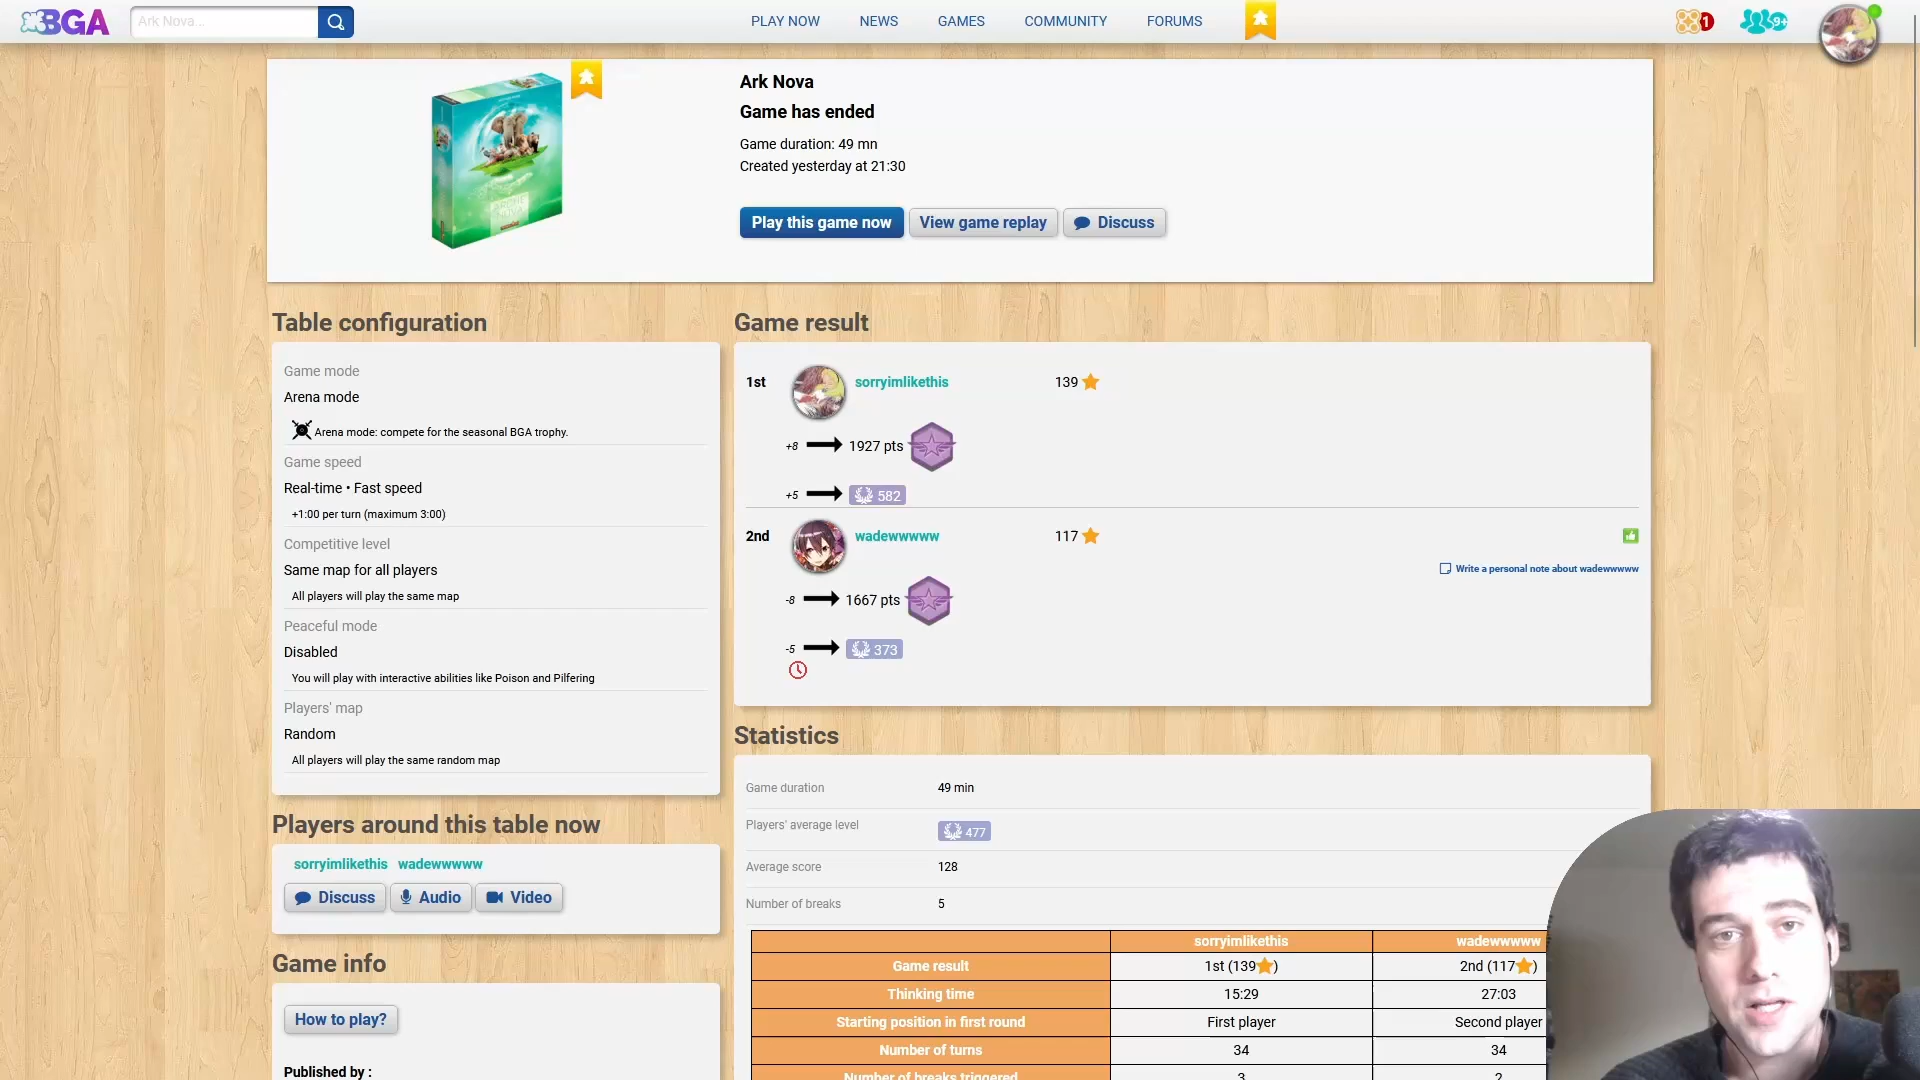 BGA
Ark Nova...
PLAY NOW
NEWS
GAMES
COMMUNITY
FORUMS
1
9+
Ark Nova
Game has ended
Game duration: 49 mn
Created yesterday at 21:30
Play this game now
View game replay
Discuss
Table configuration
Game mode
Arena mode
Arena mode: compete for the seasonal BGA trophy.
Game speed
Real-time • Fast speed
+1:00 per turn (maximum 3:00)
Competitive level
Same map for all players
All players will play the same map
Peaceful mode
Disabled
You will play with interactive abilities like Poison and Pilfering
Players' map
Random
All players will play the same random map
Players around this table now
sorryimlikethis wadewwwww
Discuss
Audio
Video
Game info
How to play?
Published by :
Game result
1st sorryimlikethis 139
+8 1927 pts
+5 582
2nd wadewwwww 117
Write a personal note about wadewwwww
-8 1667 pts
-5 373
Statistics
Game duration 49 min
Players' average level 477
Average score 128
Number of breaks 5
sorryimlikethis wadewwwww
Game result 1st (139) 2nd (117)
Thinking time 15:29 27:03
Starting position in first round First player Second player
Number of turns 34 34
Number of breaks triggered 3 2